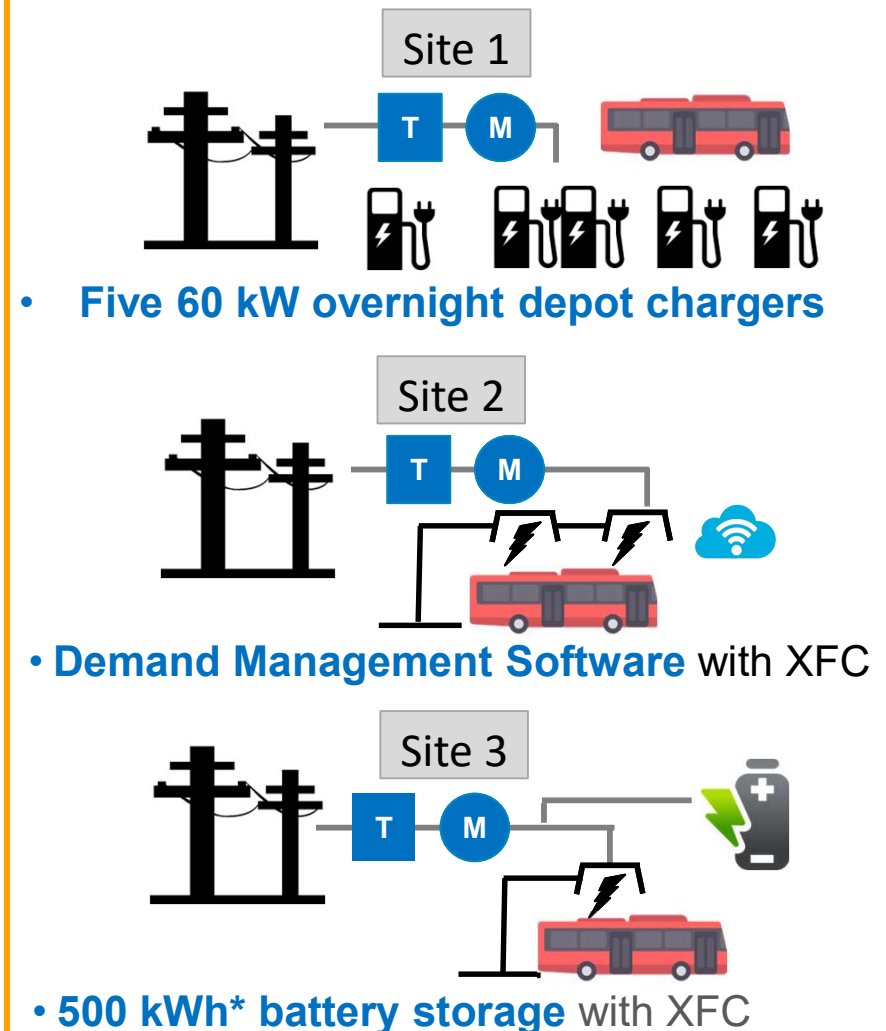 Site 1
T M
• Five 60 kW overnight depot chargers
Site 2
T M
• Demand Management Software with XFC
Site 3
T M
• 500 kWh* battery storage with XFC